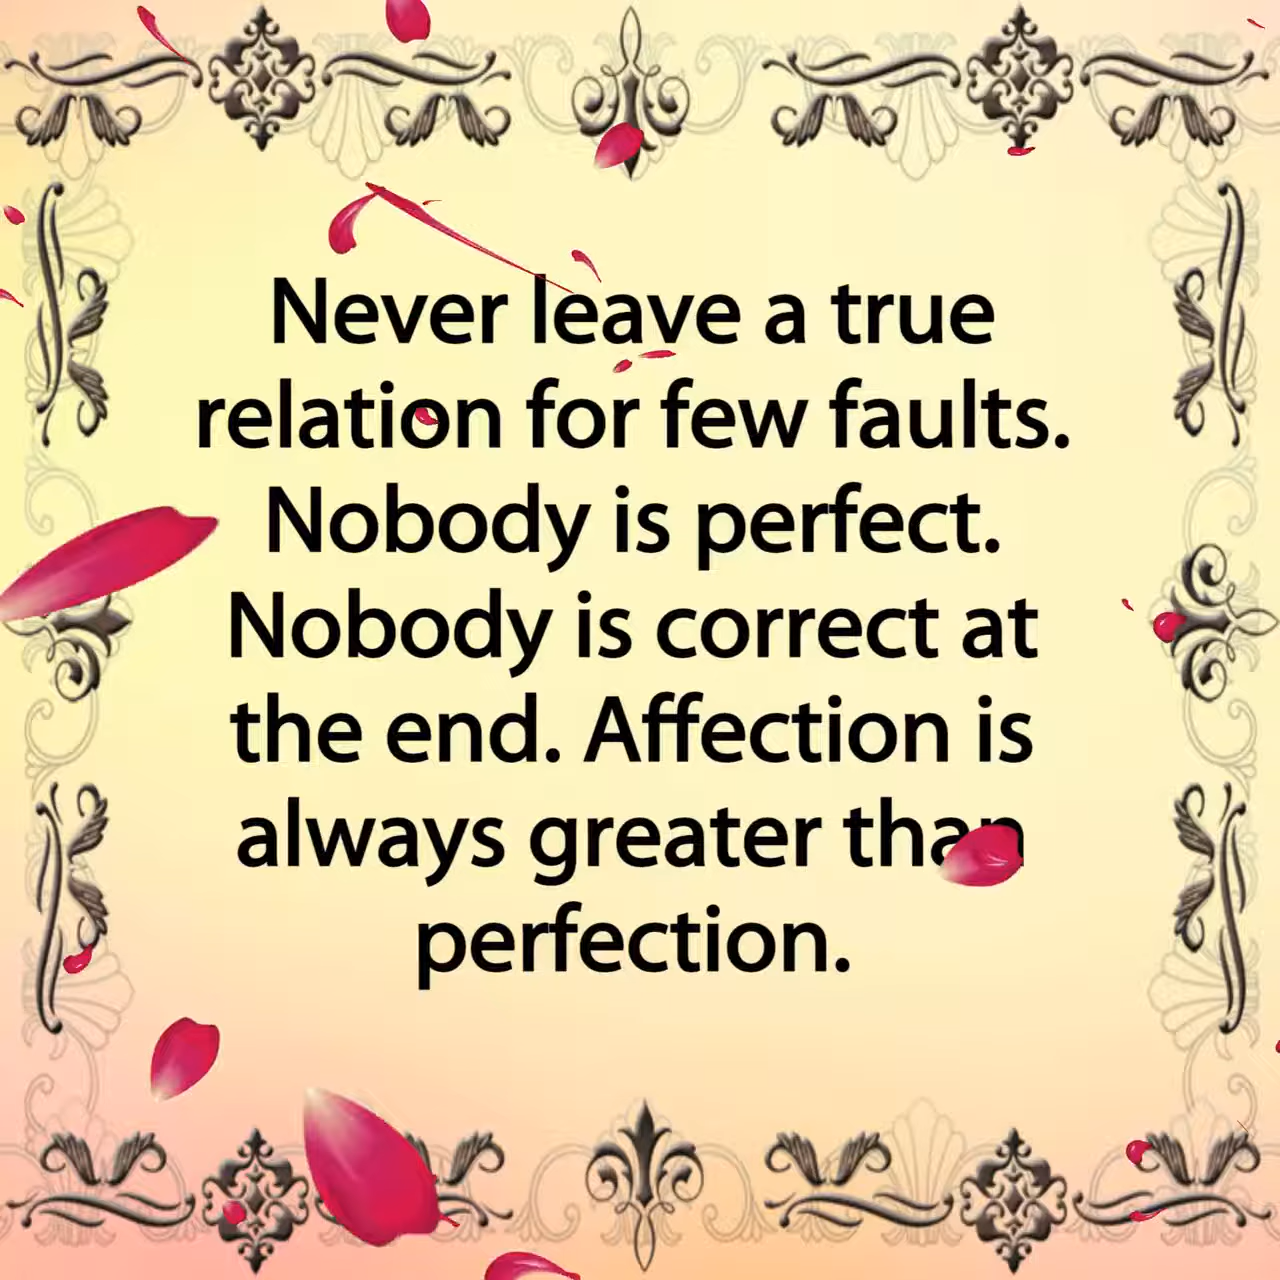 Never leave a true
relation for few faults.
Nobody is perfect.
Nobody is correct at
the end. Affection is
always greater than
perfection.